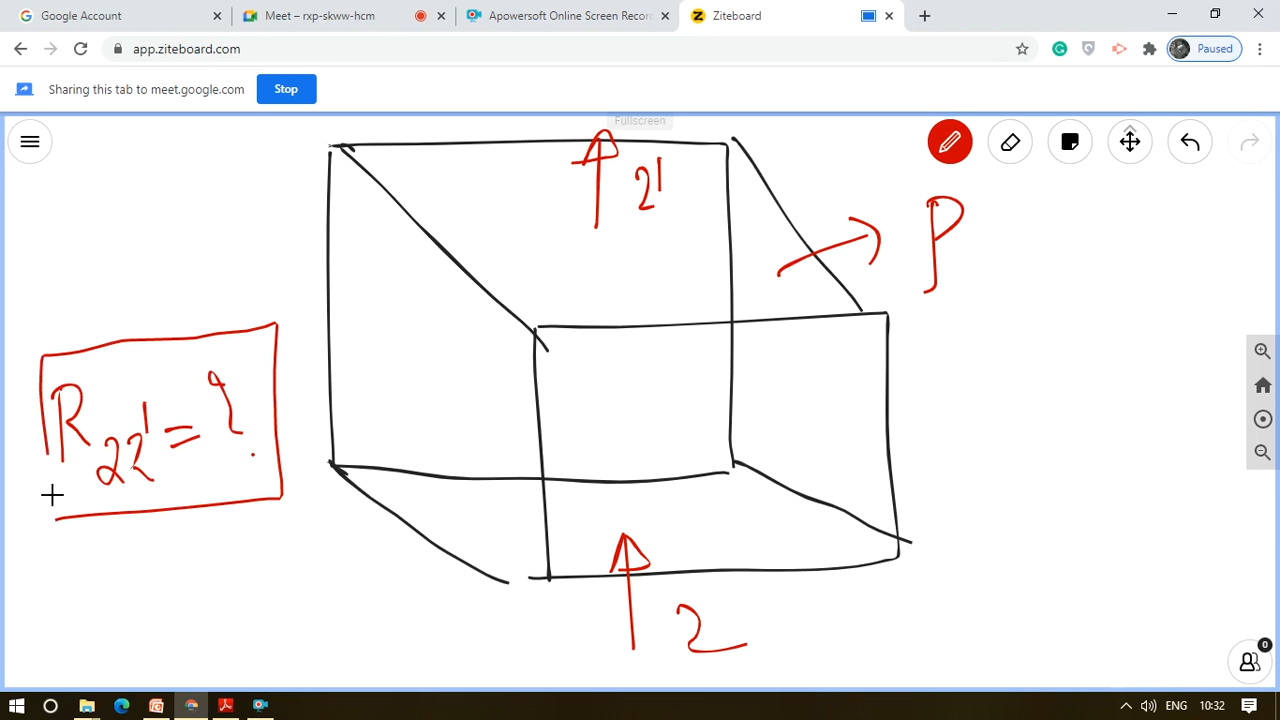 Google Account
Meet – rxp-skww-hcm
Apowersoft Online Screen Recor
Ziteboard
app.ziteboard.com
Paused
Sharing this tab to meet.google.com
Stop
Fullscreen
2'
P
R22' = ?
2
0
ENG
10:32